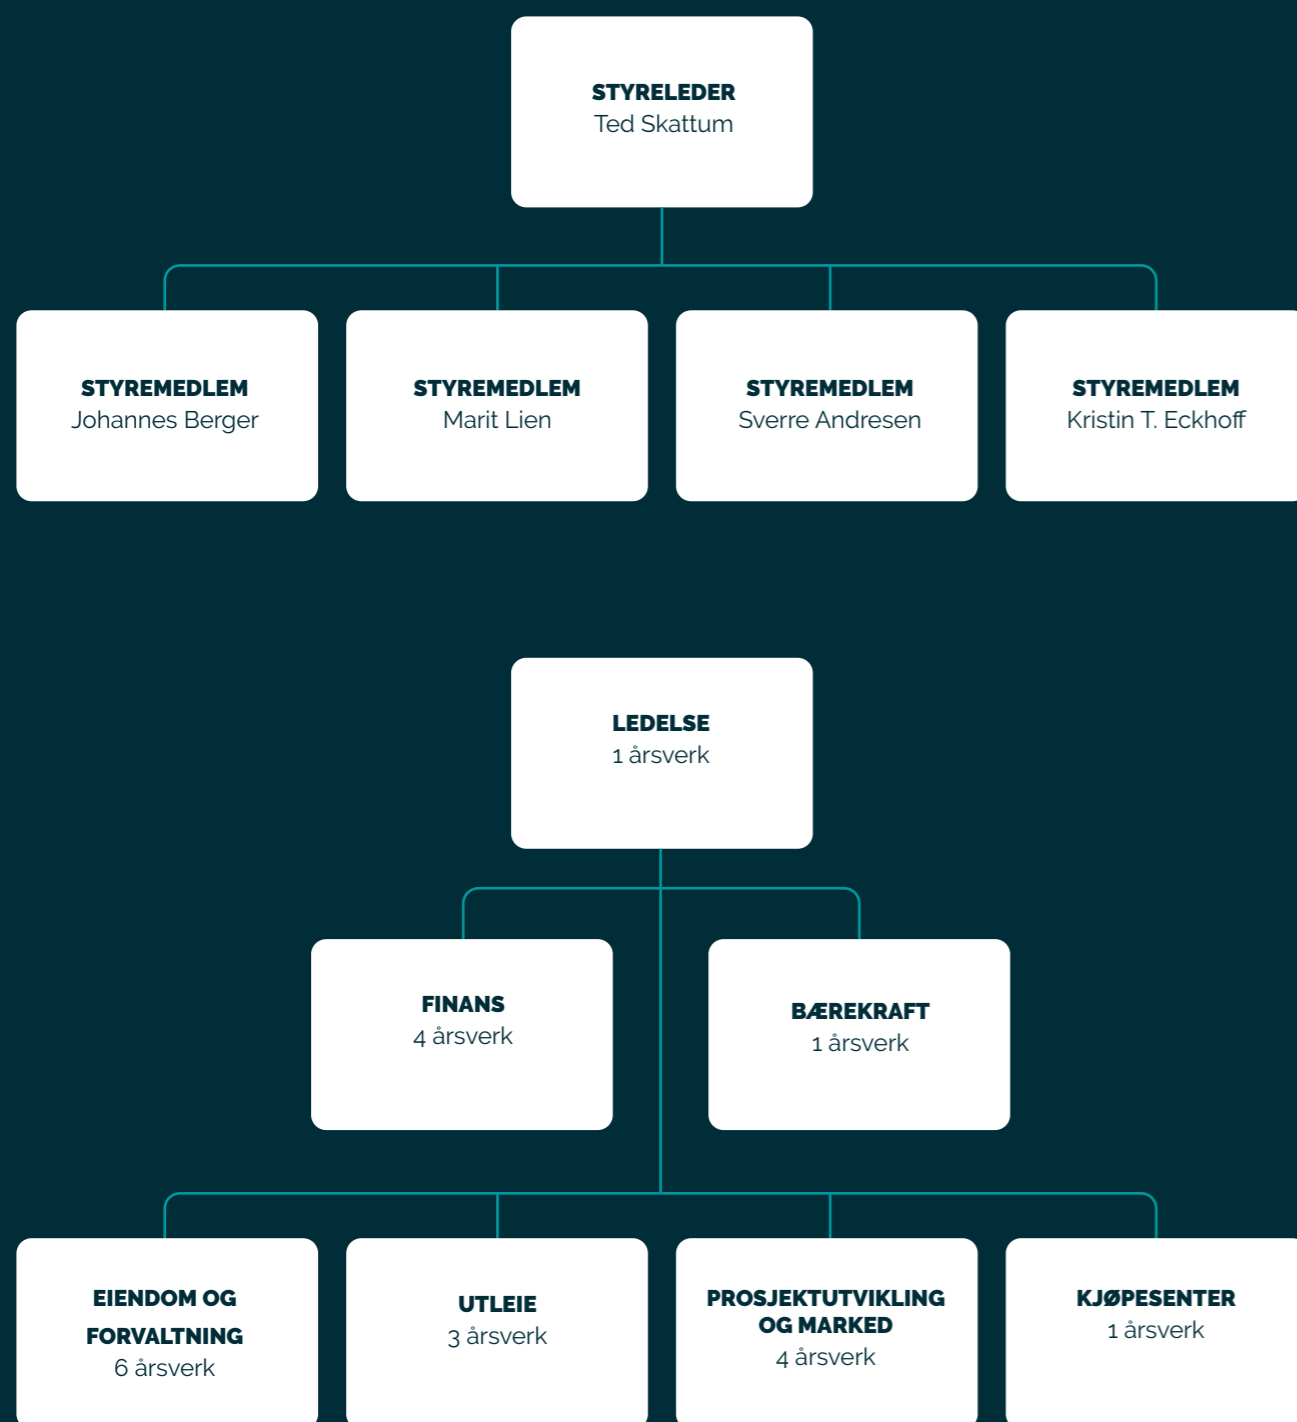 STYRELEDER
Ted Skattum
STYREMEDLEM
Johannes Berger
STYREMEDLEM
Marit Lien
STYREMEDLEM
Sverre Andresen
STYREMEDLEM
Kristin T. Eckhoff
LEDELSE
1 årsverk
FINANS
4 årsverk
BÆREKRAFT
1 årsverk
EIENDOM OG
FORVALTNING
6 årsverk
UTLEIE
3 årsverk
PROSJEKTUTVIKLING
OG MARKED
4 årsverk
KJØPESENTER
1 årsverk